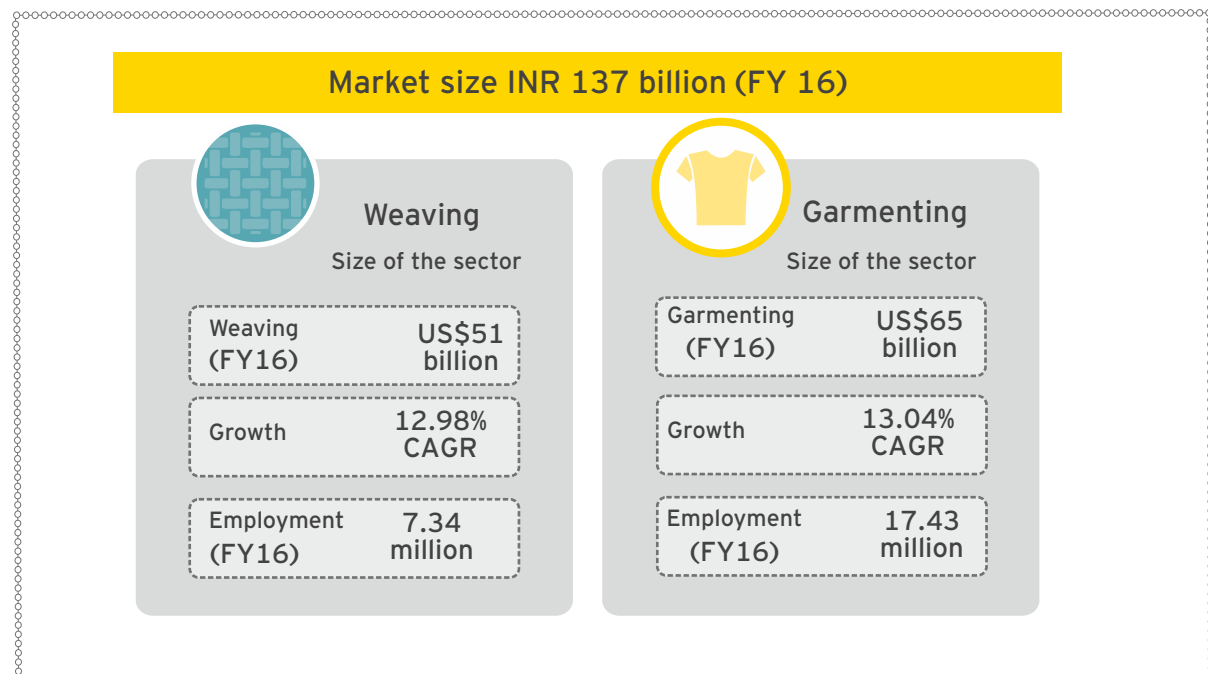 Market size INR 137 billion (FY 16)
Weaving
Size of the sector
Weaving
(FY16)
US$51
billion
Growth
12.98%
CAGR
Employment
(FY16)
7.34
million
Garmenting
Size of the sector
Garmenting
(FY16)
US$65
billion
Growth
13.04%
CAGR
Employment
(FY16)
17.43
million